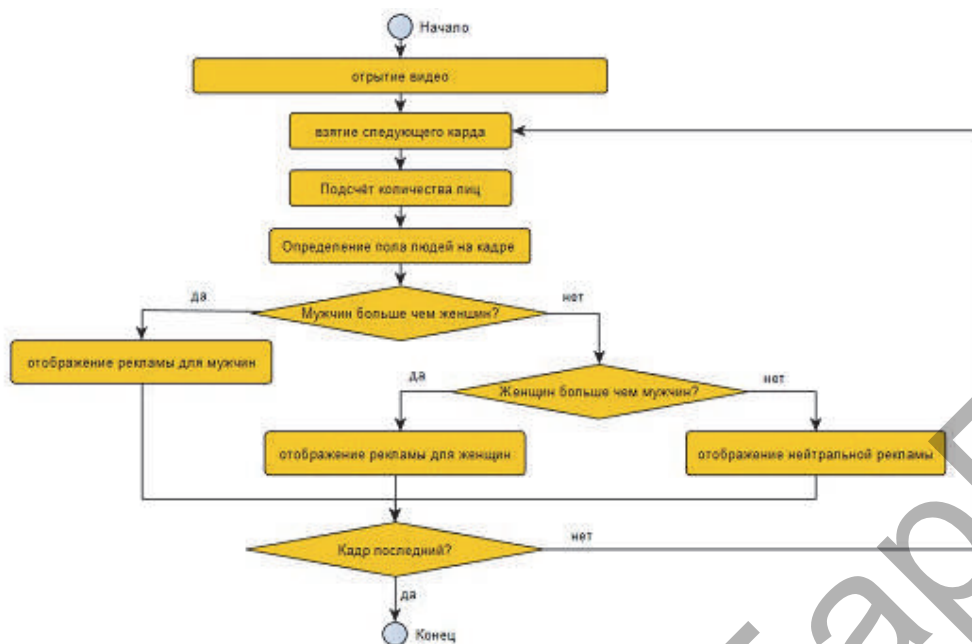 Начало
отрытие видео
взятие следующего карда
Подсчёт количества лиц
Определение пола людей на кадре
да
Мужчин больше чем женшин?
нет
отображение рекламы для мужчин
да
Женщин больше чем мужчин?
нет
отображение рекламы для женщин
отображение нейтральной рекламы
Кадр последний?
нет
да
Конец